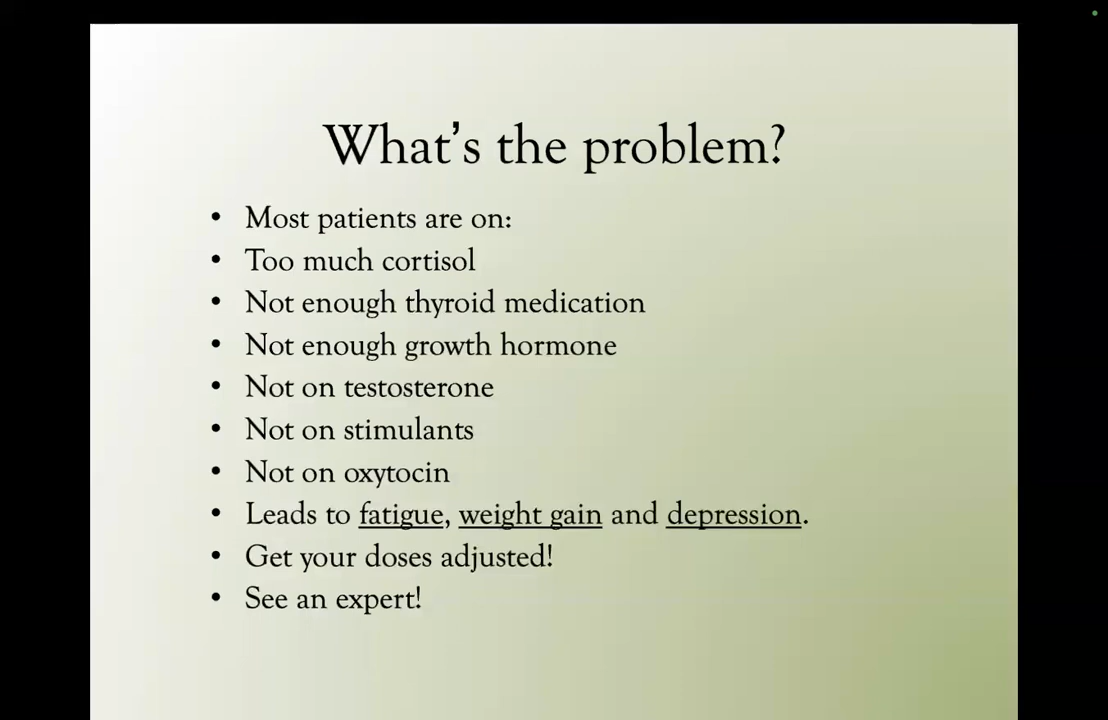 What's the problem?
• Most patients are on:
• Too much cortisol
• Not enough thyroid medication
• Not enough growth hormone
• Not on testosterone
• Not on stimulants
• Not on oxytocin
• Leads to fatigue, weight gain and depression.
• Get your doses adjusted!
• See an expert!